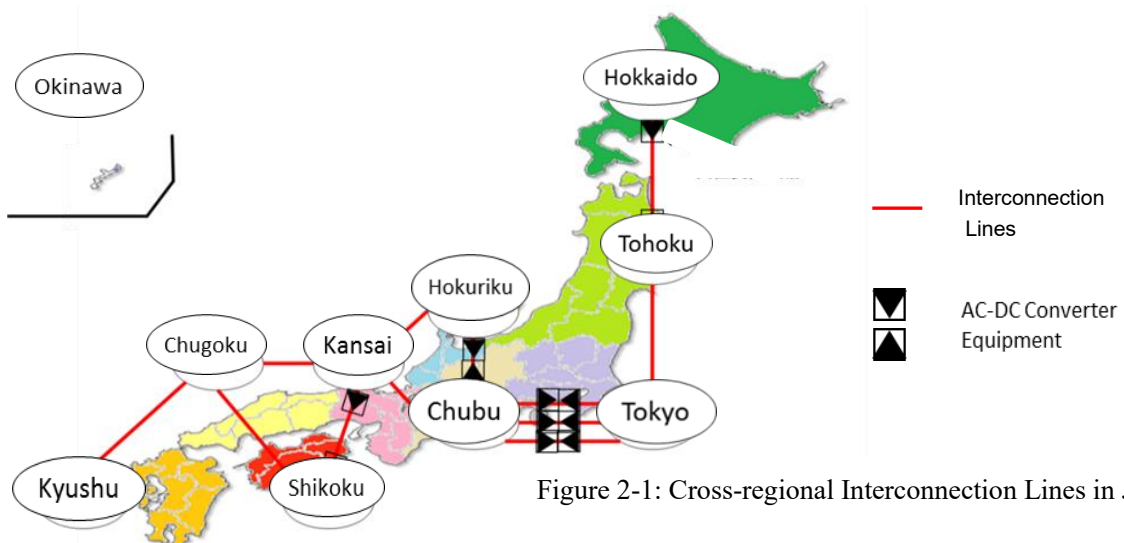 Okinawa
Hokkaido
Tohoku
Interconnection
Lines
Hokuriku
AC-DC Converter
Equipment
Chugoku
Kansai
Chubu
Tokyo
Kyushu
Shikoku
Figure 2-1: Cross-regional Interconnection Lines in